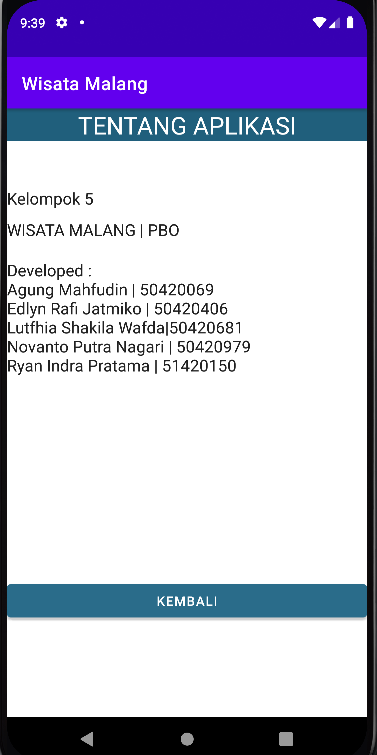 9:39
Wisata Malang
TENTANG APLIKASI
Kelompok 5
WISATA MALANG | PBO
Developed :
Agung Mahfudin | 50420069
Edlyn Rafi Jatmiko | 50420406
Lutfhia Shakila Wafda|50420681
Novanto Putra Nagari | 50420979
Ryan Indra Pratama | 51420150
KEMBALI